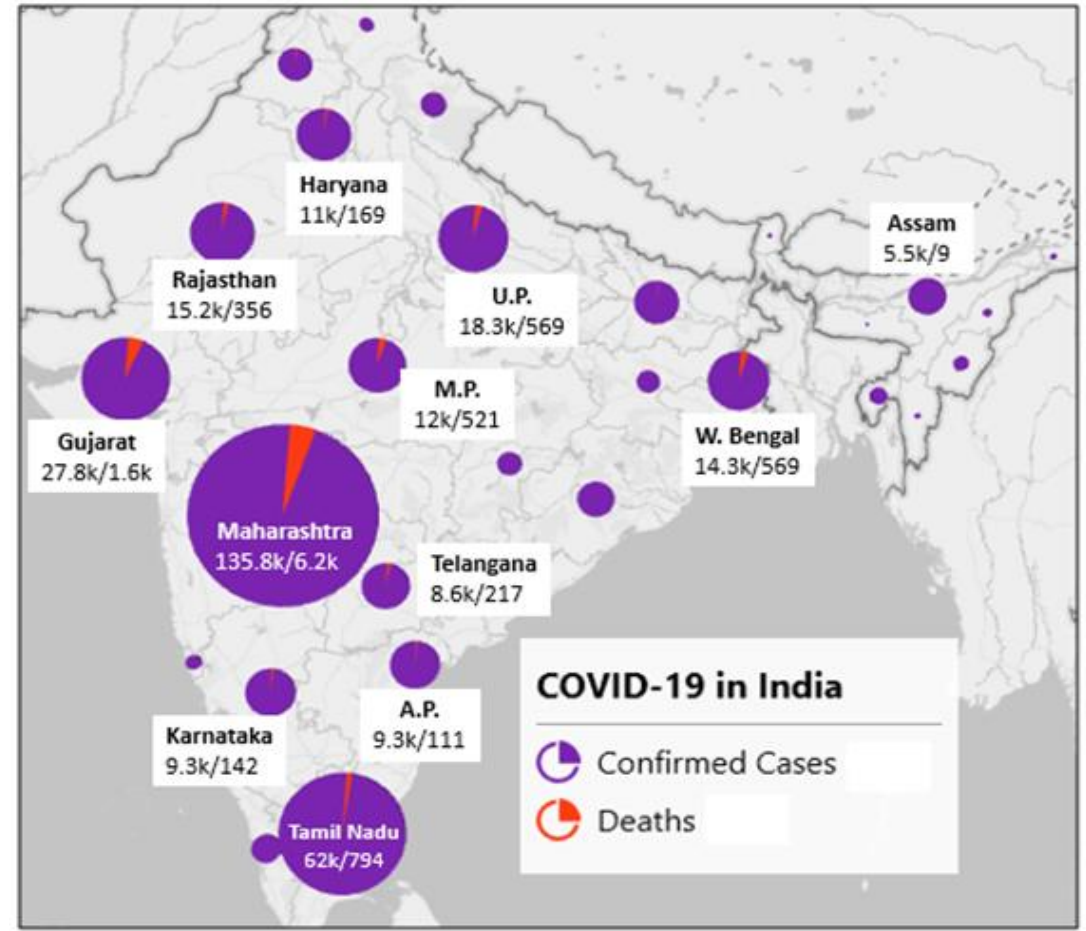 Haryana
11k/169
Assam
5.5k/9
Rajasthan
15.2k/356
U.P.
18.3k/569
M.P.
12k/521
Gujarat
27.8k/1.6k
W. Bengal
14.3k/569
Maharashtra
135.8k/6.2k
Telangana
8.6k/217
A.P.
9.3k/111
Karnataka
9.3k/142
Tamil Nadu
62k/794
COVID-19 in India
Confirmed Cases
Deaths